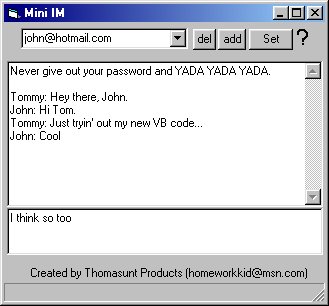 Mini IM
john@hotmail.com del add Set ?
Never give out your password and YADA YADA YADA.
Tommy: Hey there, John.
John: Hi Tom.
Tommy: Just tryin' out my new VB code...
John: Cool
I think so too
Created by Thomasunt Products (homeworkkid@msn.com)